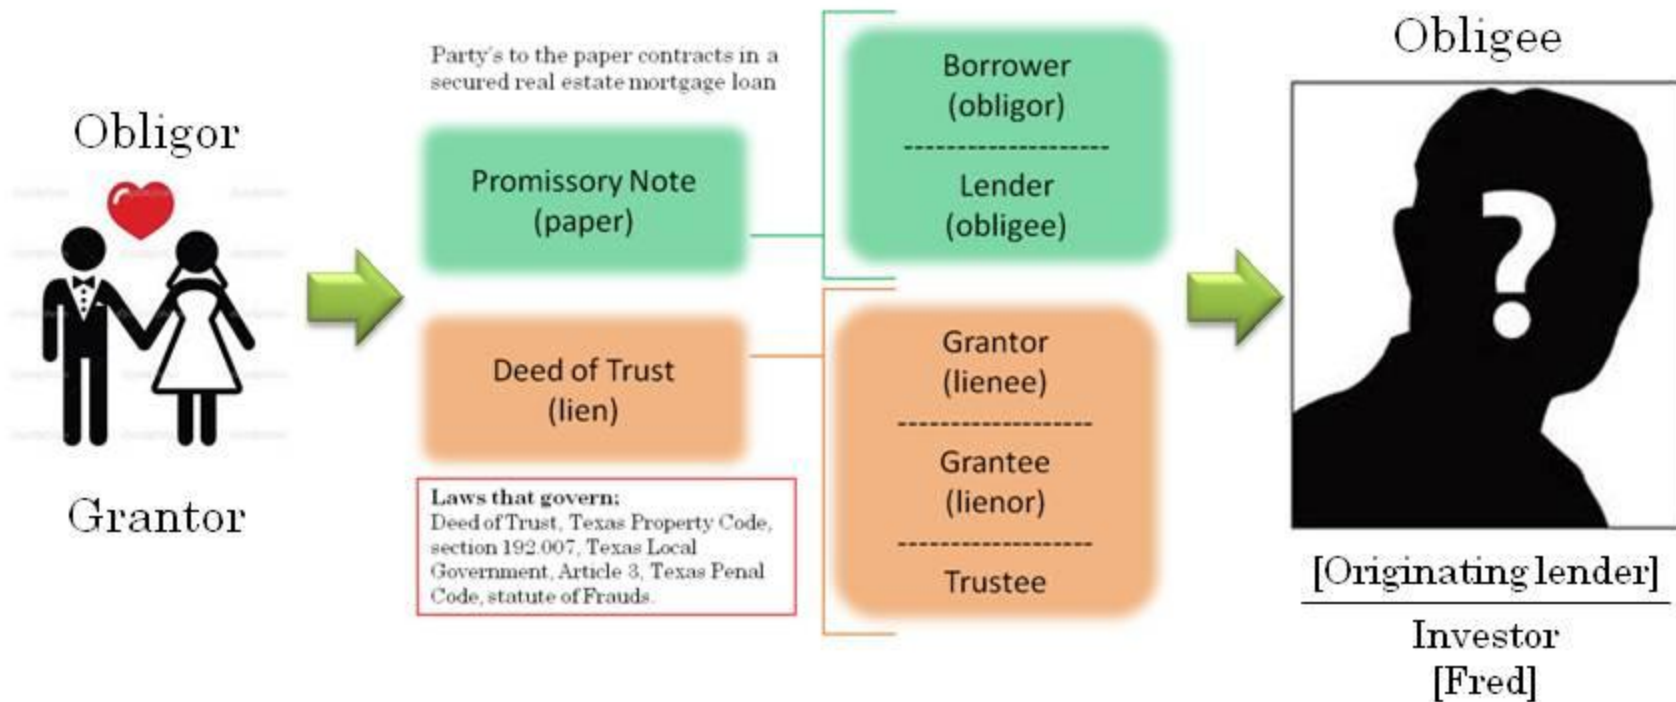 Obligor
Grantor
Party's to the paper contracts in a
secured real estate mortgage loan
Promissory Note
(paper)
Deed of Trust
(lien)
Laws that govern;
Deed of Trust, Texas Property Code,
section 192.007, Texas Local
Government, Article 3, Texas Penal
Code, statute of Frauds.
Borrower
(obligor)
--------------------
Lender
(obligee)
Grantor
(lienee)
-------------------
Grantee
(lienor)
-------------------
Trustee
Obligee
?
[Originating lender]
Investor
[Fred]